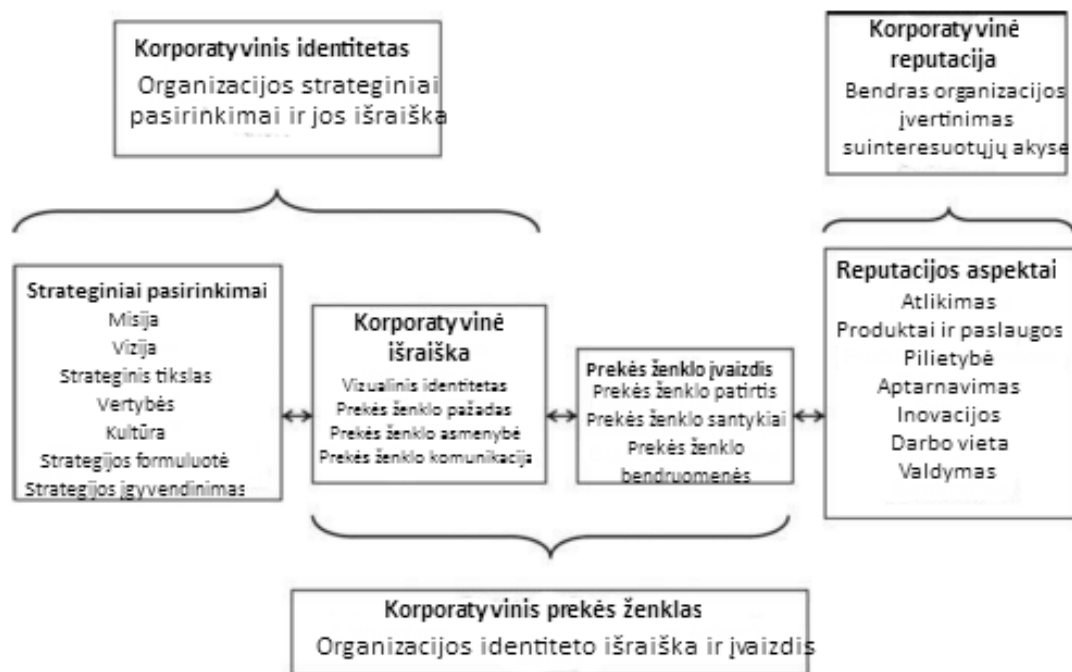 Korporatyvinis identitetas
Organizacijos strateginiai
pasirinkimai ir jos išraiška
Korporatyvinė
reputacija
Bendras organizacijos
įvertinimas
suinteresuotųjų akyse
Strateginiai pasirinkimai
Misija
Vizija
Strateginis tikslas
Vertybės
Kultūra
Strategijos formuluotė
Strategijos įgyvendinimas
Korporatyvinė
išraiška
Vizualinis identitetas
Prekės ženklo pažadas
Prekės ženklo asmenybė
Prekės ženklo komunikacija
Prekės ženklo įvaizdis
Prekės ženklo patirtis
Prekės ženklo santykiai
Prekės ženklo
bendruomenės
Reputacijos aspektai
Atlikimas
Produktai ir paslaugos
Pilietybė
Aptarnavimas
Inovacijos
Darbo vieta
Valdymas
Korporatyvinis prekės ženklas
Organizacijos identiteto išraiška ir įvaizdis